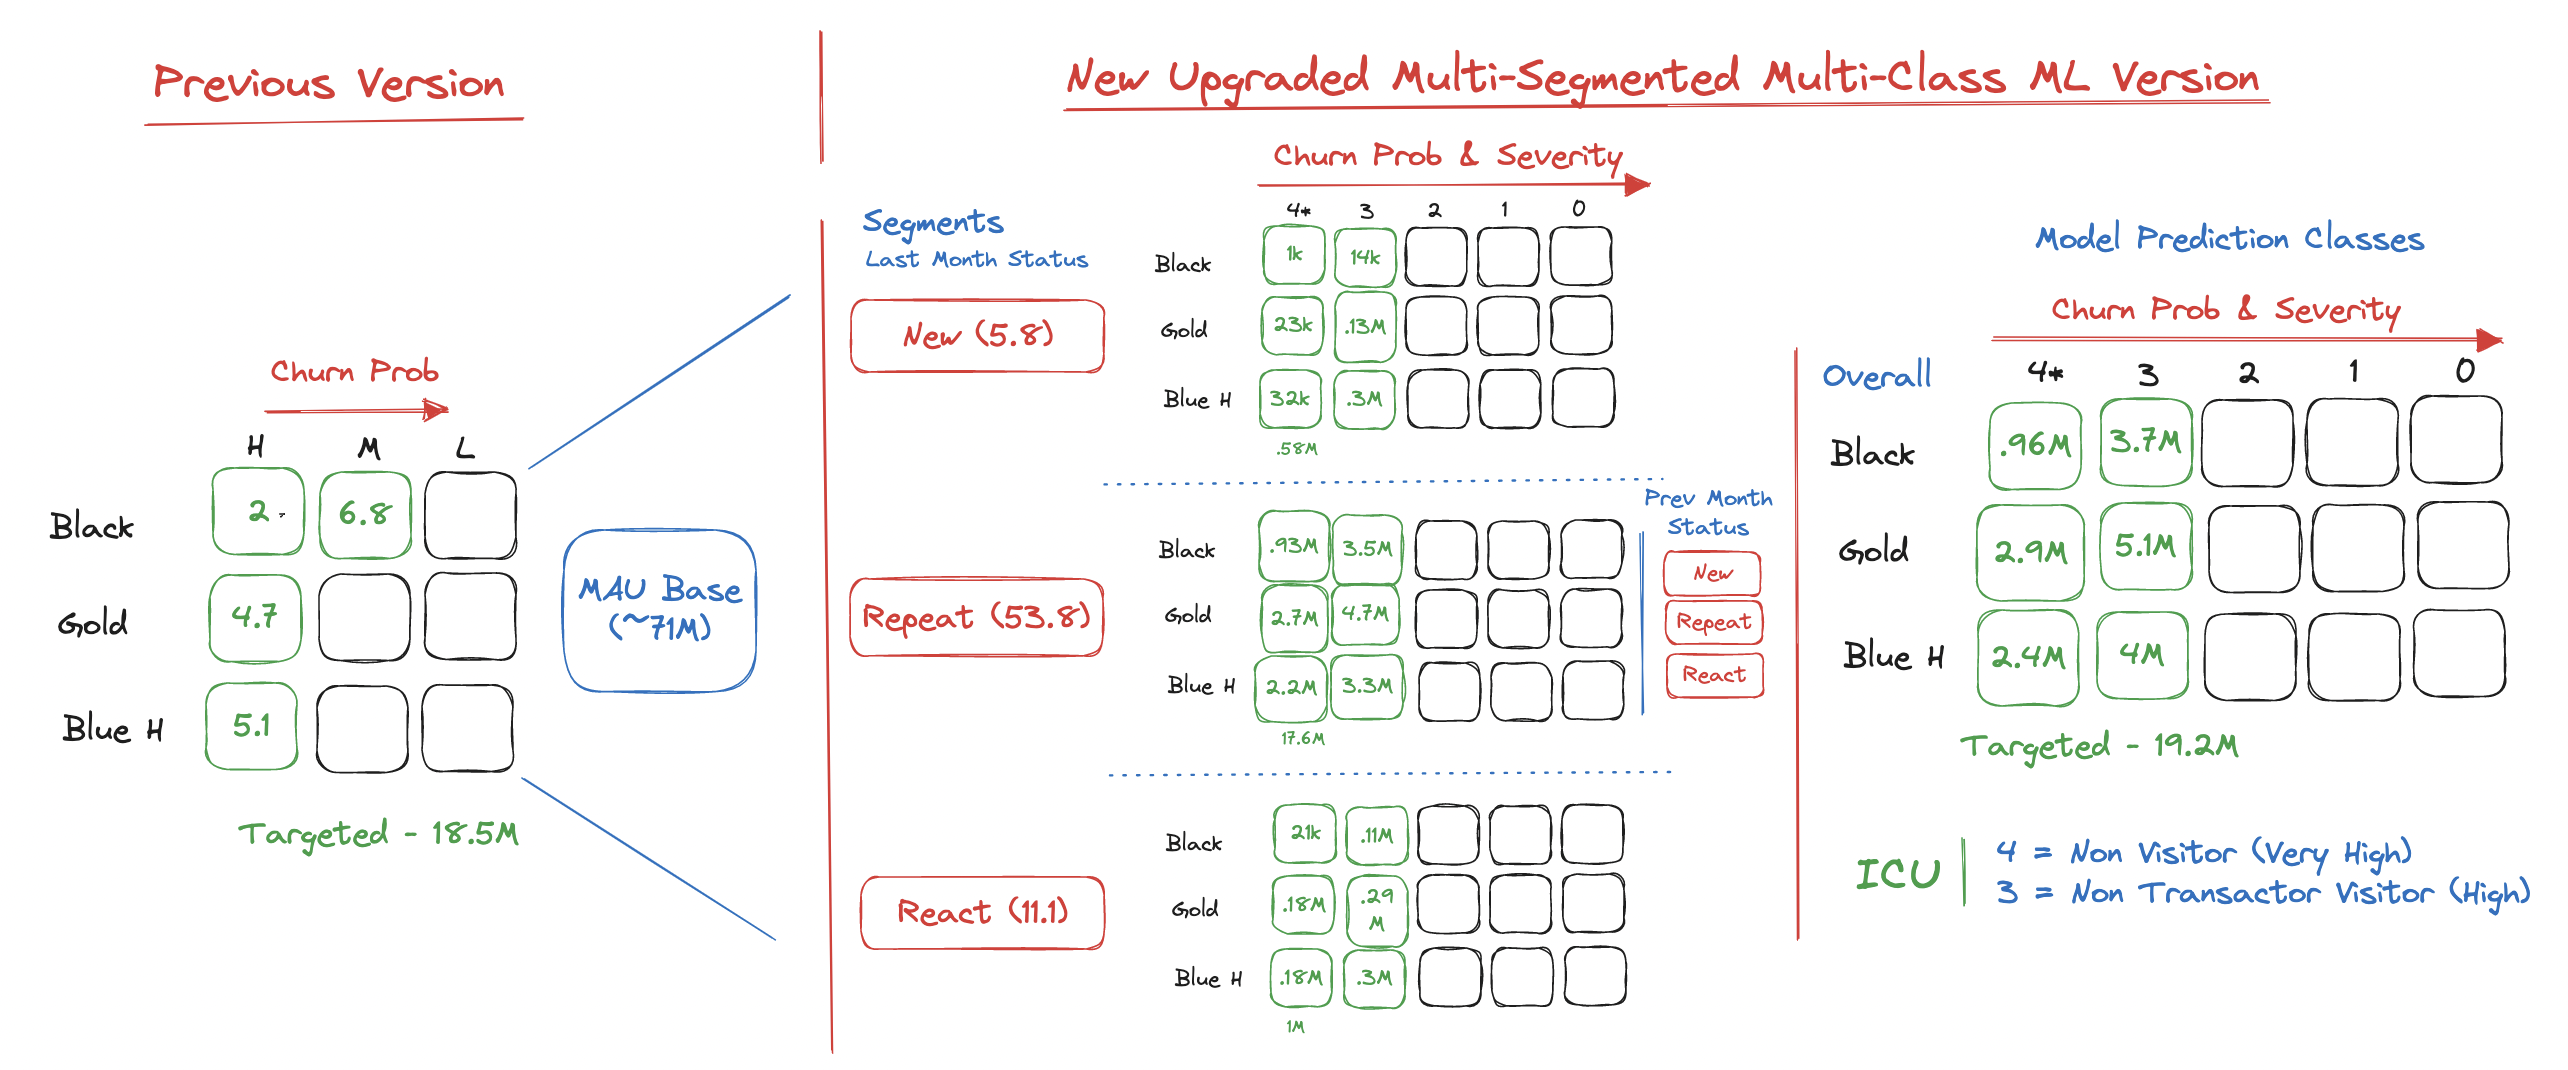 Previous Version
Churn Prob
H M L
Black 2 6.8
Gold 4.7
Blue H 5.1
Targeted - 18.5M
MAU Base
(~71M)
New Upgraded Multi-Segmented Multi-Class ML Version
Segments
Last Month Status
Churn Prob & Severity
4* 3 2 1 0
New (5.8)
Black 1k 14k
Gold 23k .13M
Blue H 32k .3M
.58M
Repeat (53.8)
Black .93M 3.5M
Gold 2.7M 4.7M
Blue H 2.2M 3.3M
17.6M
Prev Month
Status
New
Repeat
React
React (11.1)
Black 21k .11M
Gold .18M .29
M
Blue H .18M .3M
1M
Model Prediction Classes
Churn Prob & Severity
Overall 4* 3 2 1 0
Black .96M 3.7M
Gold 2.9M 5.1M
Blue H 2.4M 4M
Targeted - 19.2M
ICU
4 = Non Visitor (Very High)
3 = Non Transactor Visitor (High)